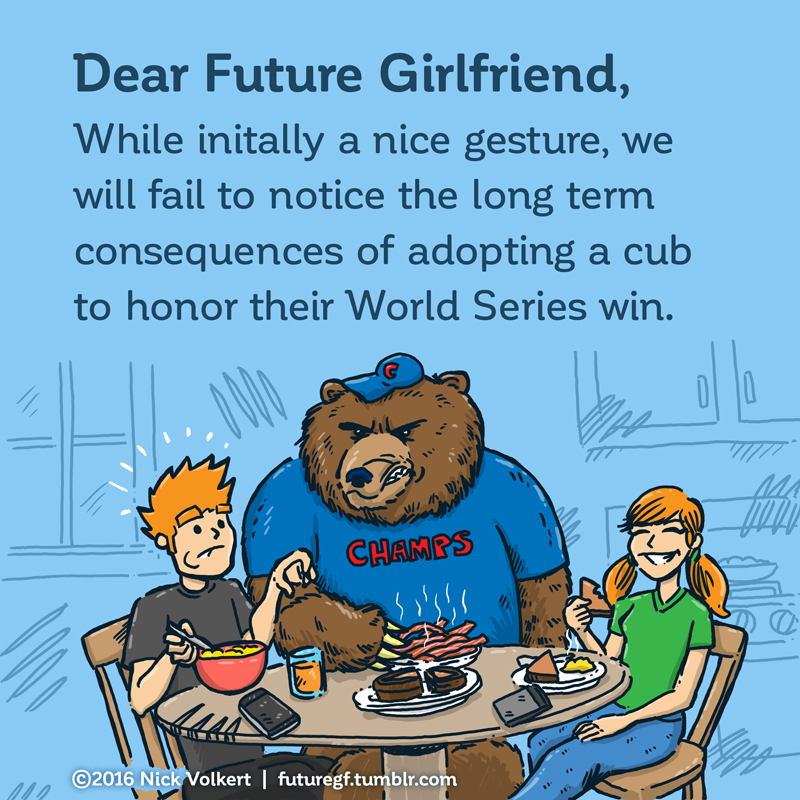 Dear Future Girlfriend,
While initally a nice gesture, we
will fail to notice the long term
consequences of adopting a cub
to honor their World Series win.
C
CHAMPS
©2016 Nick Volkert | futuregf.tumblr.com